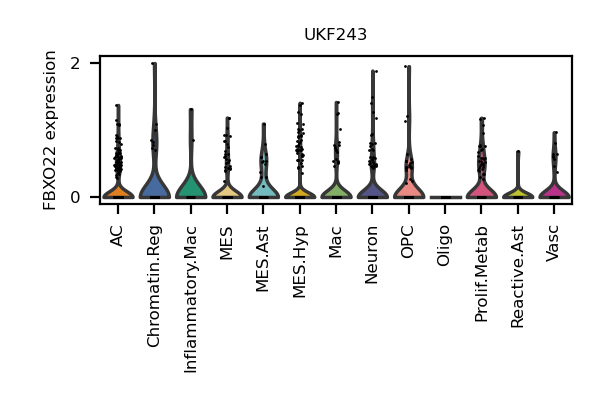 UKF243
FBXO22 expression
2
0
AC
Chromatin.Reg
Inflammatory.Mac
MES
MES.Ast
MES.Hyp
Mac
Neuron
OPC
Oligo
Prolif.Metab
Reactive.Ast
Vasc